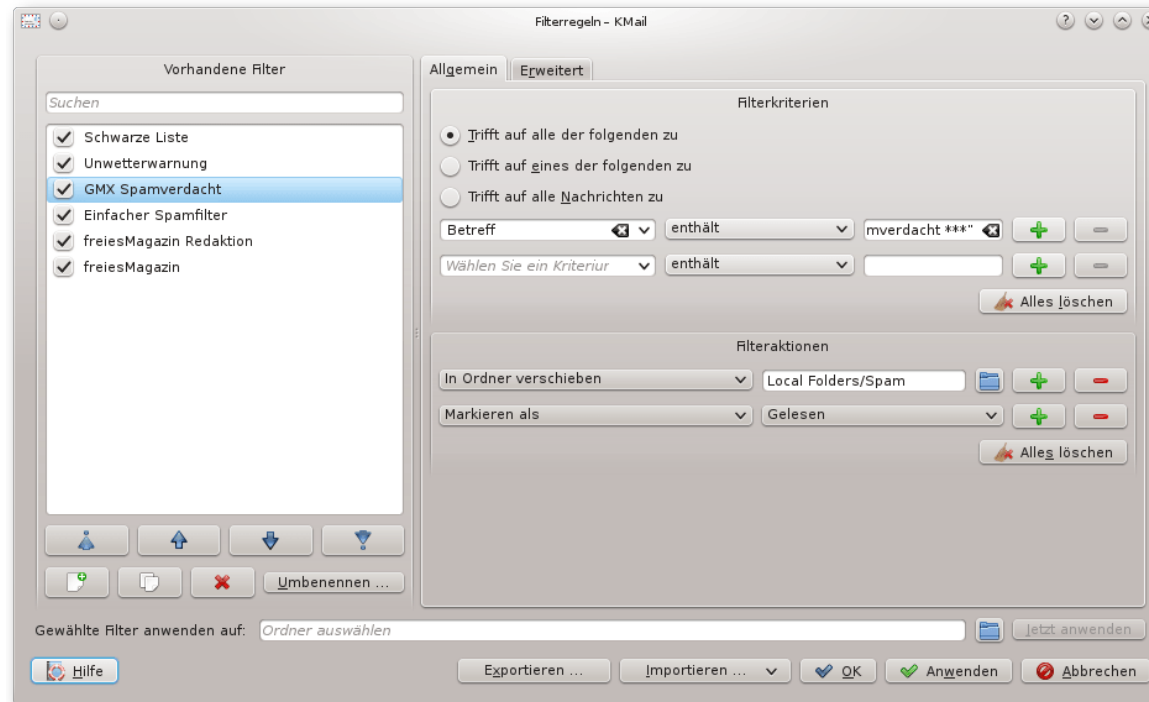 Filterregeln – KMail
Vorhandene Filter
Suchen
Schwarze Liste
Unwetterwarnung
GMX Spamverdacht
Einfacher Spamfilter
freiesMagazin Redaktion
freiesMagazin
Umbenennen ...
Allgemein Erweitert
Filterkriterien
Trifft auf alle der folgenden zu
Trifft auf eines der folgenden zu
Trifft auf alle Nachrichten zu
Betreff enthält mverdacht ***"
Wählen Sie ein Kriteriur enthält
Alles löschen
Filteraktionen
In Ordner verschieben Local Folders/Spam
Markieren als Gelesen
Alles löschen
Gewählte Filter anwenden auf: Ordner auswählen Jetzt anwenden
Hilfe Exportieren ... Importieren ... OK Anwenden Abbrechen